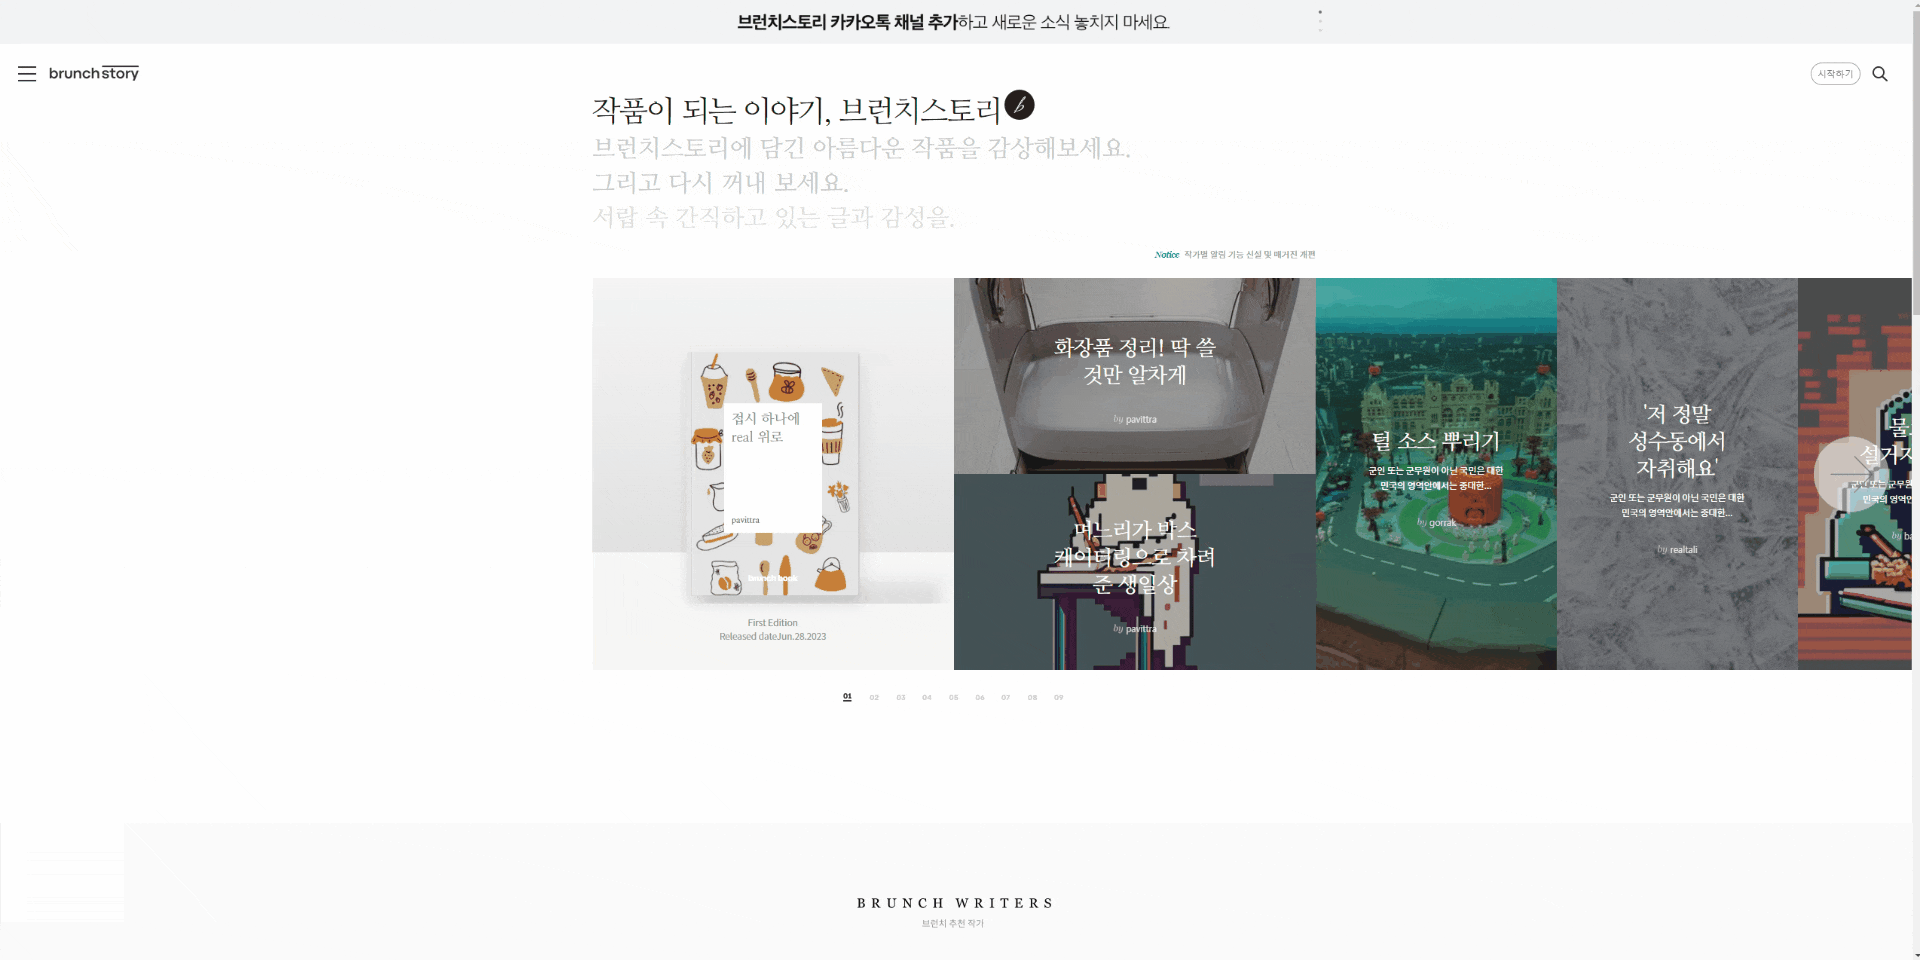 브런치스토리 카카오톡 채널 추가하고 새로운 소식 놓치지 마세요.
brunch story
시작하기
작품이 되는 이야기, 브런치스토리
b
브런치스토리에 담긴 아름다운 작품을 감상해보세요.
그리고 다시 꺼내 보세요.
서랍 속 간직하고 있는 글과 감성을.
Notice 작가별 알림 기능 신설 및 매거진 개편
접시 하나에
real 위로
pavittra
brunch book
First Edition
Released dateJun.28.2023
화장품 정리! 딱 쓸
것만 알차게
by pavittra
며느리가 박스
케이터링으로 차려
준 생일상
by pavittra
털 소스 뿌리기
군인 또는 군무원이 아닌 국민은 대한
민국의 영역안에서는 중대한...
by gorrak
'저 정말
성수동에서
자취해요'
군인 또는 군무원이 아닌 국민은 대한
민국의 영역안에서는 중대한...
by realtali
설거지
군인 또는 군무원
민국의 영역안
by ba
01 02 03 04 05 06 07 08 09
BRUNCH WRITERS
브런치 추천 작가